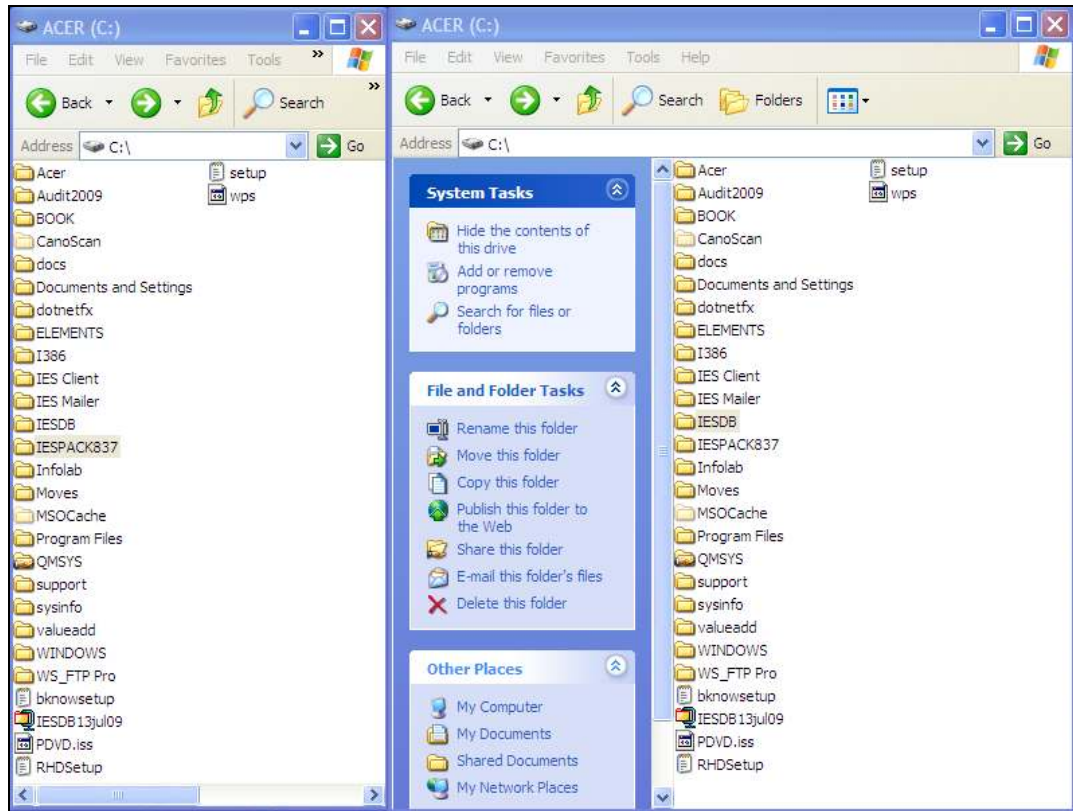 ACER (C:)
File Edit View Favorites Tools »
Back Search »
Address C:\ Go
Acer
Audit2009
BOOK
CanoScan
docs
Documents and Settings
dotnetfx
ELEMENTS
I386
IES Client
IES Mailer
IESDB
IESPACK837
Infolab
Moves
MSOCache
Program Files
QMSYS
support
sysinfo
valueadd
WINDOWS
WS_FTP Pro
bknowsetup
IESDB13jul09
PDVD.iss
RHDSetup
setup
wps
ACER (C:)
File Edit View Favorites Tools Help
Back Search Folders
Address C:\ Go
System Tasks
Hide the contents of
this drive
Add or remove
programs
Search for files or
folders
File and Folder Tasks
Rename this folder
Move this folder
Copy this folder
Publish this folder to
the Web
Share this folder
E-mail this folder's files
Delete this folder
Other Places
My Computer
My Documents
Shared Documents
My Network Places
Acer
Audit2009
BOOK
CanoScan
docs
Documents and Settings
dotnetfx
ELEMENTS
I386
IES Client
IES Mailer
IESDB
IESPACK837
Infolab
Moves
MSOCache
Program Files
QMSYS
support
sysinfo
valueadd
WINDOWS
WS_FTP Pro
bknowsetup
IESDB13jul09
PDVD.iss
RHDSetup
setup
wps